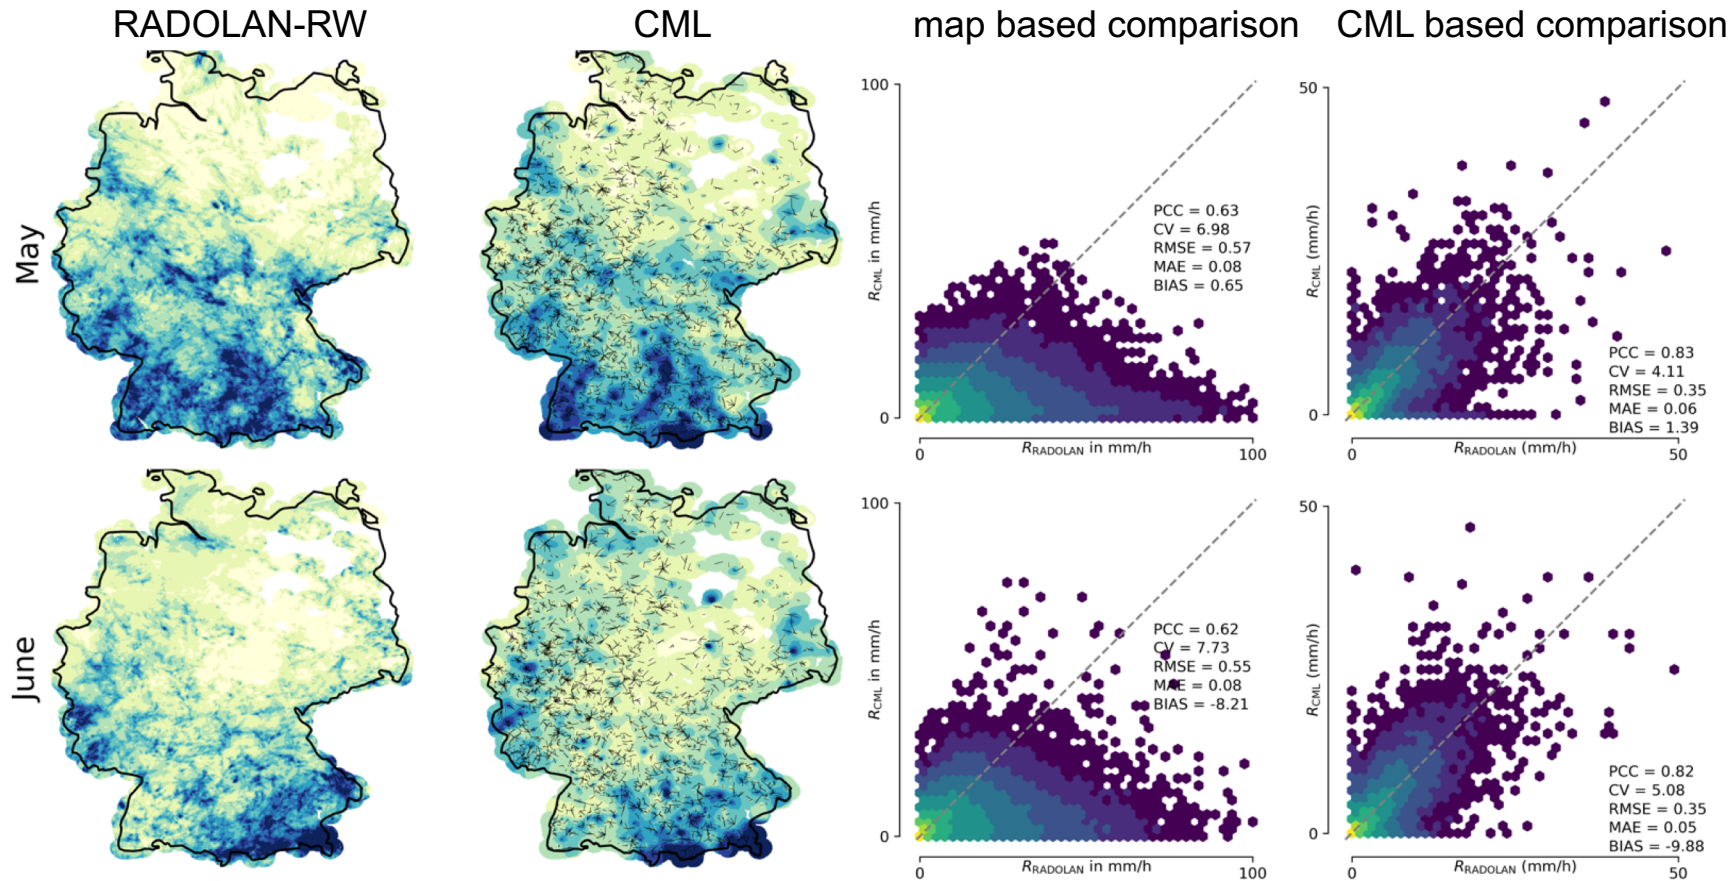 RADOLAN-RW
CML
map based comparison
CML based comparison
May
100
R_CML in mm/h
0
PCC = 0.63
CV = 6.98
RMSE = 0.57
MAE = 0.08
BIAS = 0.65
0
R_RADOLAN in mm/h
100
50
R_CML (mm/h)
0
PCC = 0.83
CV = 4.11
RMSE = 0.35
MAE = 0.06
BIAS = 1.39
0
R_RADOLAN (mm/h)
50
June
100
R_CML in mm/h
0
PCC = 0.62
CV = 7.73
RMSE = 0.55
MAE = 0.08
BIAS = -8.21
0
R_RADOLAN in mm/h
100
50
R_CML (mm/h)
0
PCC = 0.82
CV = 5.08
RMSE = 0.35
MAE = 0.05
BIAS = -9.88
0
R_RADOLAN (mm/h)
50